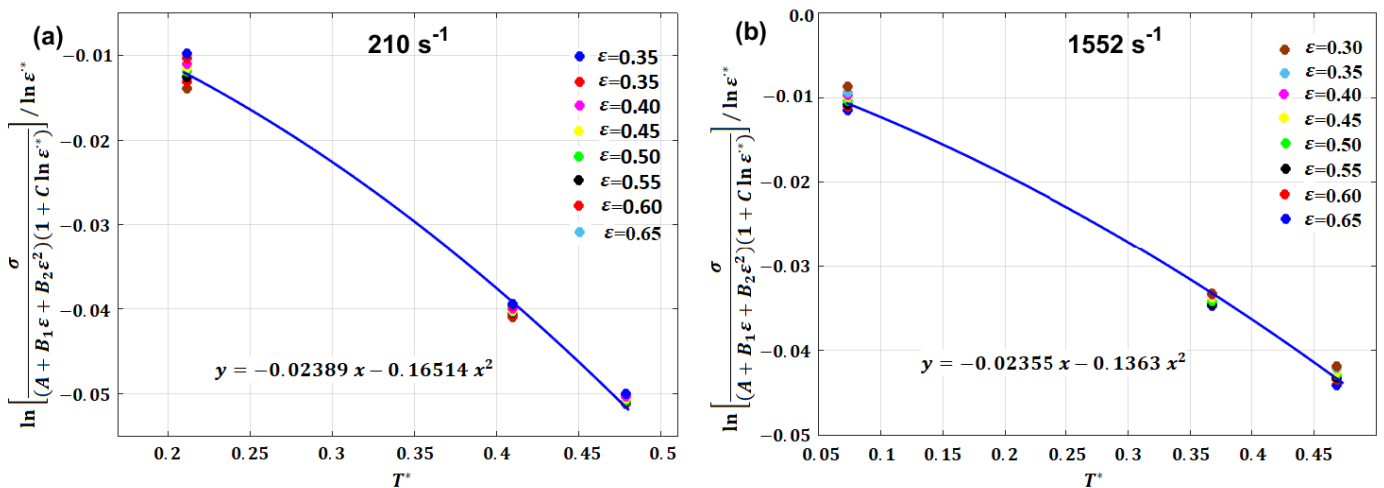 (a)
210 s⁻¹
ln[σ/((A + B₁ε + B₂ε²)(1 + C ln ε̇*))]/ ln ε̇*
−0.01
−0.02
−0.03
−0.04
−0.05
ε=0.35
ε=0.35
ε=0.40
ε=0.45
ε=0.50
ε=0.55
ε=0.60
ε=0.65
y = −0.02389 x − 0.16514 x²
0.2
0.25
0.3
0.35
0.4
0.45
0.5
T*
(b)
1552 s⁻¹
ln[σ/((A + B₁ε + B₂ε²)(1 + C ln ε̇*))]/ ln ε̇*
0.0
−0.01
−0.02
−0.03
−0.04
−0.05
ε=0.30
ε=0.35
ε=0.40
ε=0.45
ε=0.50
ε=0.55
ε=0.60
ε=0.65
y = −0.02355 x − 0.1363 x²
0.05
0.1
0.15
0.2
0.25
0.3
0.35
0.4
0.45
T*